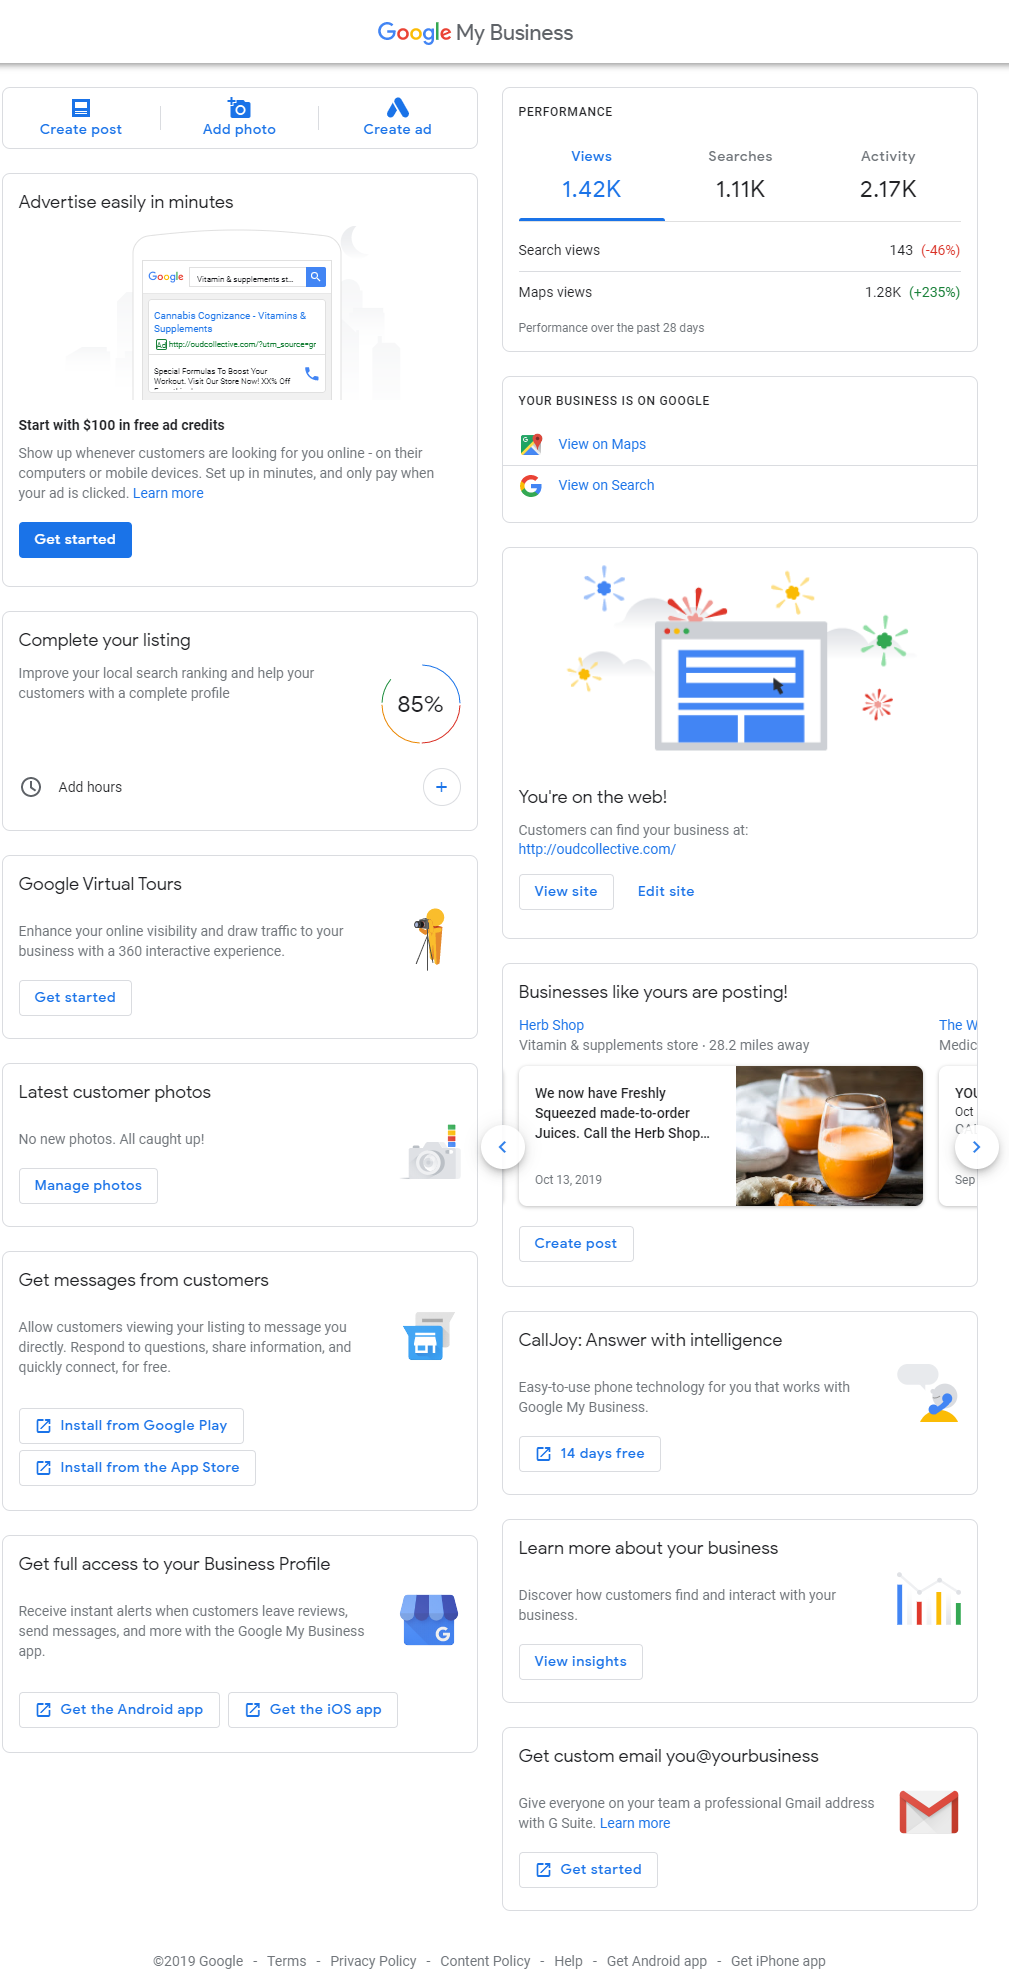 Google My Business
Create post
Add photo
Create ad
Advertise easily in minutes
Google
Vitamin & supplements st...
Cannabis Cognizance - Vitamins &
Supplements
Ad http://oudcollective.com/?utm_source=gr
Special Formulas To Boost Your
Workout. Visit Our Store Now! XX% Off
Start with $100 in free ad credits
Show up whenever customers are looking for you online - on their
computers or mobile devices. Set up in minutes, and only pay when
your ad is clicked. Learn more
Get started
Complete your listing
Improve your local search ranking and help your
customers with a complete profile
85%
Add hours
Google Virtual Tours
Enhance your online visibility and draw traffic to your
business with a 360 interactive experience.
Get started
Latest customer photos
No new photos. All caught up!
Manage photos
Get messages from customers
Allow customers viewing your listing to message you
directly. Respond to questions, share information, and
quickly connect, for free.
Install from Google Play
Install from the App Store
Get full access to your Business Profile
Receive instant alerts when customers leave reviews,
send messages, and more with the Google My Business
app.
G
Get the Android app
Get the iOS app
PERFORMANCE
Views Searches Activity
1.42K 1.11K 2.17K
Search views 143 (-46%)
Maps views 1.28K (+235%)
Performance over the past 28 days
YOUR BUSINESS IS ON GOOGLE
View on Maps
View on Search
You're on the web!
Customers can find your business at:
http://oudcollective.com/
View site
Edit site
Businesses like yours are posting!
Herb Shop
Vitamin & supplements store · 28.2 miles away
We now have Freshly
Squeezed made-to-order
Juices. Call the Herb Shop...
Oct 13, 2019
The W
Medic
YOU
Oct
Sep
Create post
CallJoy: Answer with intelligence
Easy-to-use phone technology for you that works with
Google My Business.
14 days free
Learn more about your business
Discover how customers find and interact with your
business.
View insights
Get custom email you@yourbusiness
Give everyone on your team a professional Gmail address
with G Suite. Learn more
Get started
©2019 Google - Terms - Privacy Policy - Content Policy - Help - Get Android app - Get iPhone app